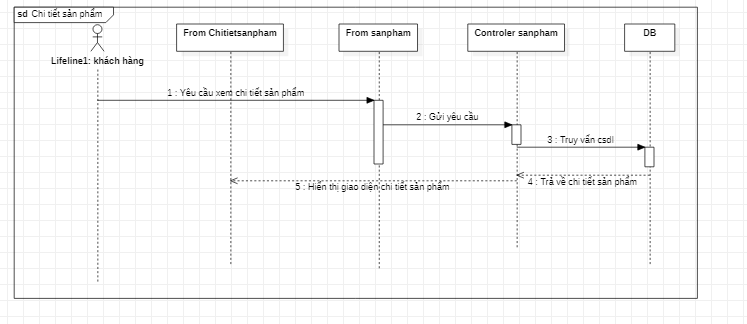 sd Chi tiết sản phẩm
From Chitietsanpham
From sanpham
Controler sanpham
DB
Lifeline1: khách hàng
1 : Yêu cầu xem chi tiết sản phẩm
2 : Gửi yêu cầu
3 : Truy vấn csdl
4 : Trả về chi tiết sản phẩm
5 : Hiển thị giao diện chi tiết sản phẩm